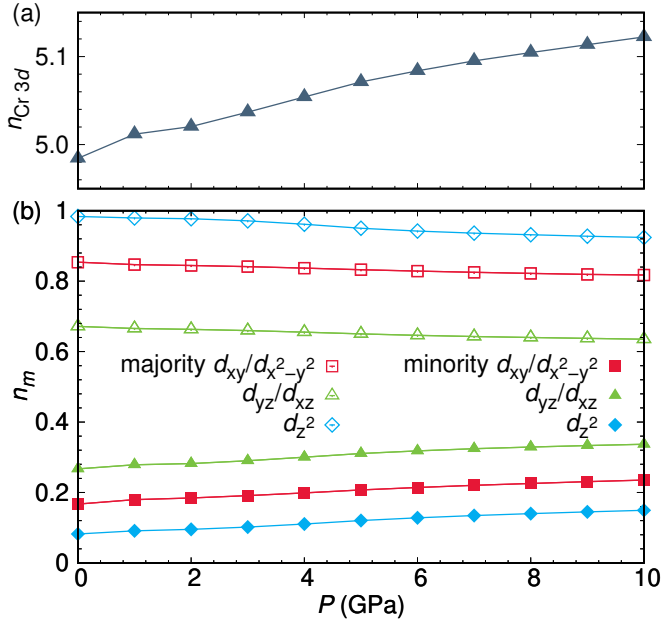 (a)
n_Cr 3d
5.1
5.0
(b)
n_m
1
0.8
0.6
0.4
0.2
0
majority d_xy/d_x²−y²
d_yz/d_xz
d_z²
minority d_xy/d_x²−y²
d_yz/d_xz
d_z²
0 2 4 6 8 10
P (GPa)